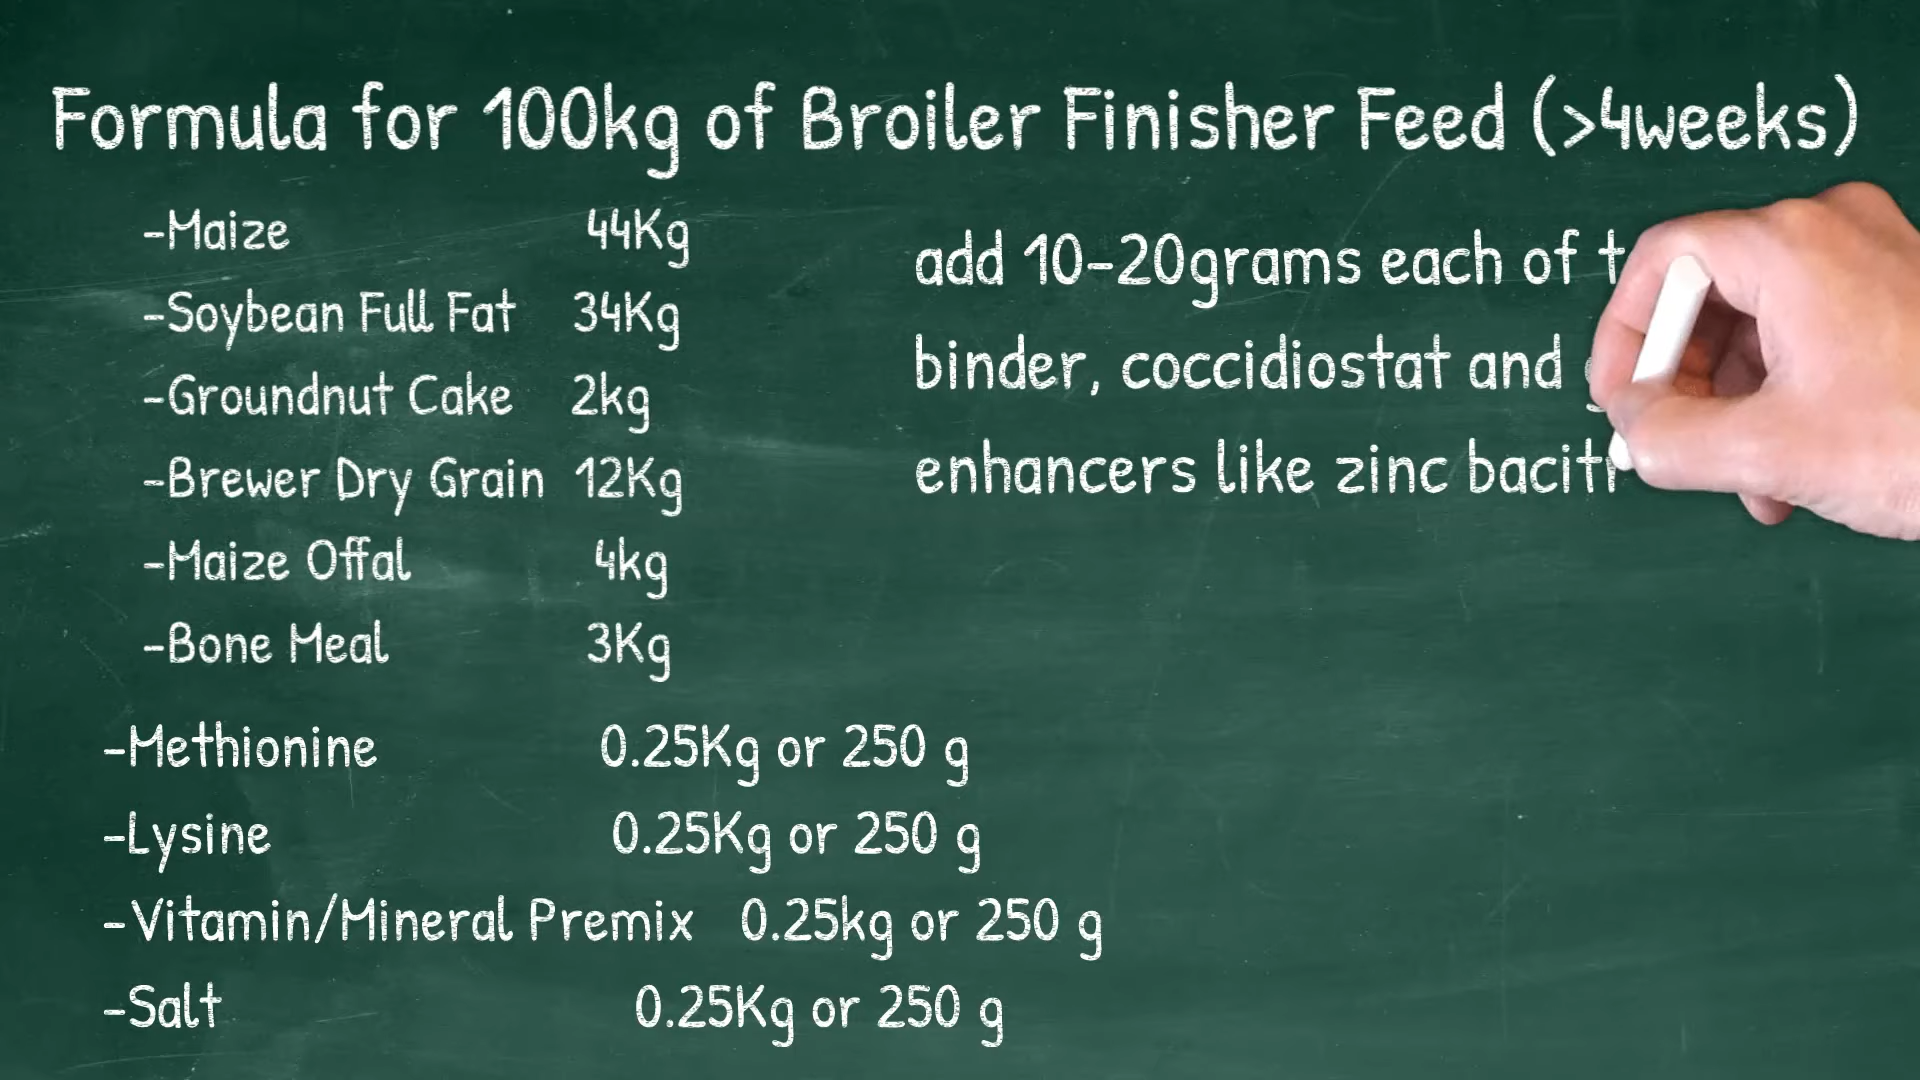 Formula for 100kg of Broiler Finisher Feed (>4weeks)
-Maize 44Kg
-Soybean Full Fat 34Kg
-Groundnut Cake 2kg
-Brewer Dry Grain 12Kg
-Maize Offal 4kg
-Bone Meal 3Kg
-Methionine 0.25Kg or 250 g
-Lysine 0.25Kg or 250 g
-Vitamin/Mineral Premix 0.25kg or 250 g
-Salt 0.25Kg or 250 g
add 10-20grams each of
binder, coccidiostat and
enhancers like zinc